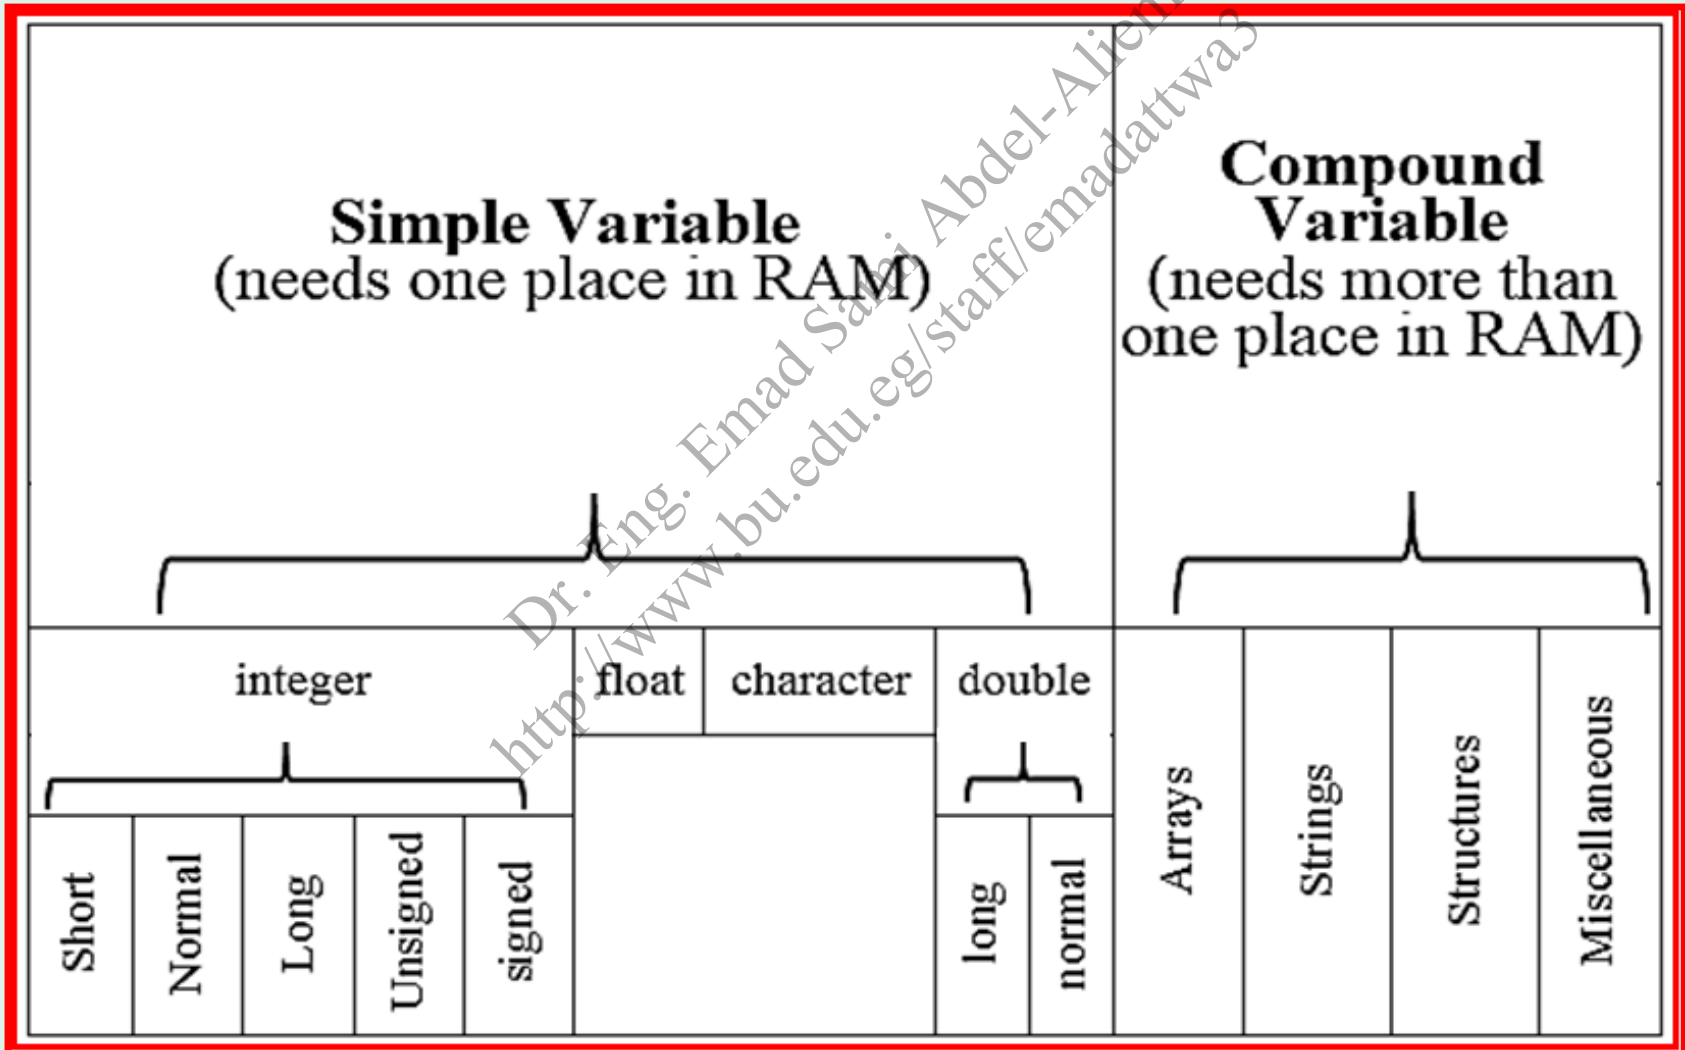 Simple Variable
(needs one place in RAM)
Compound
Variable
(needs more than
one place in RAM)
integer
float
character
double
Short
Normal
Long
Unsigned
signed
long
normal
Arrays
Strings
Structures
Miscellaneous
Dr. Eng. Emad Sami
http://www.bu.edu.eg/staff/emadattwa3